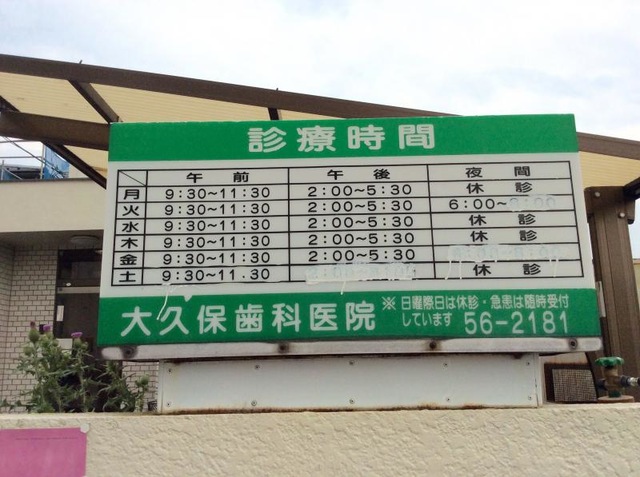 診療時間
午前 午後 夜間
月 9:30~11:30 2:00~5:30 休診
火 9:30~11:30 2:00~5:30 6:00~
水 9:30~11:30 2:00~5:30 休診
木 9:30~11:30 2:00~5:30 休診
金 9:30~11:30 2:00~5:30
土 9:30~11.30 休診
大久保歯科医院 ※日曜祭日は休診・急患は随時受付
しています 56-2181